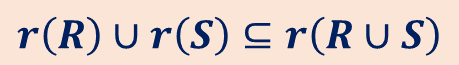 r(R) ∪ r(S) ⊆ r(R ∪ S)